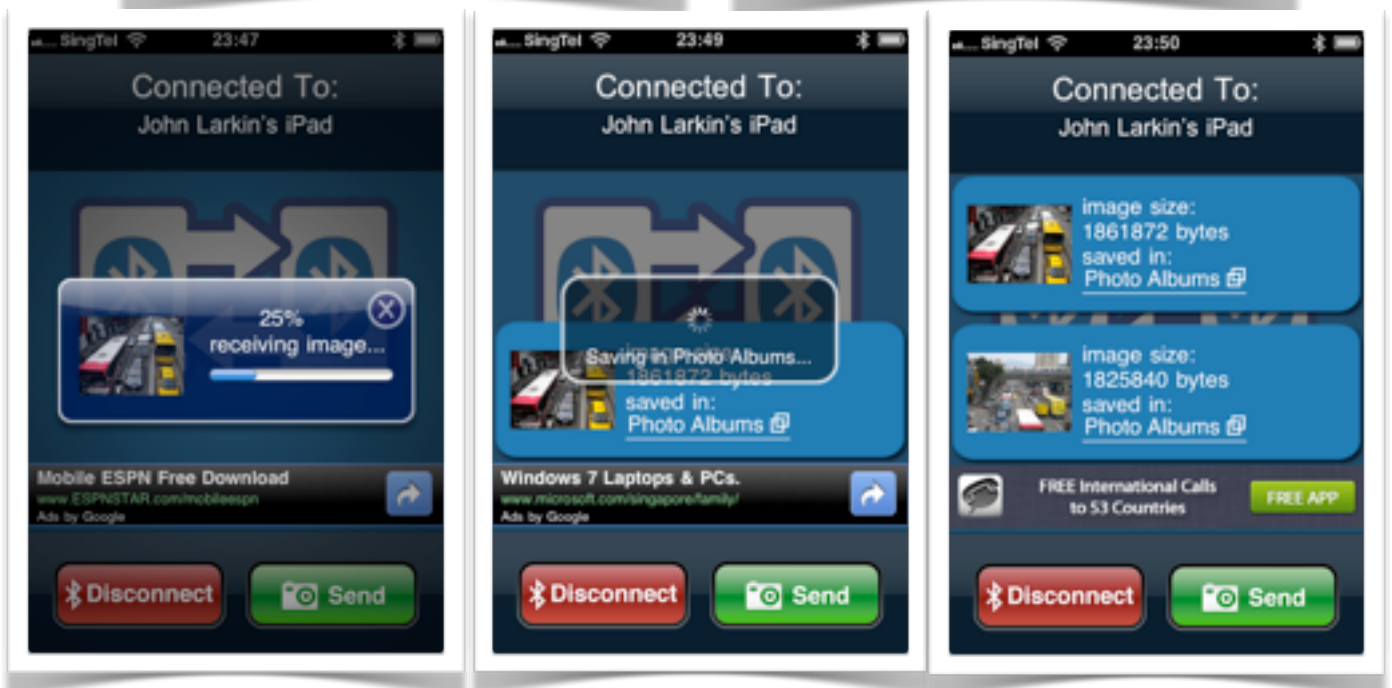 SingTel 23:47
Connected To:
John Larkin's iPad
25%
receiving image...
Mobile ESPN Free Download
www.ESPNSTAR.com/mobileespn
Ads by Google
Disconnect
Send
SingTel 23:49
Connected To:
John Larkin's iPad
Saving in Photo Albums...
image size:
1861872 bytes
saved in:
Photo Albums
Windows 7 Laptops & PCs.
www.microsoft.com/singapore/family/
Ads by Google
Disconnect
Send
SingTel 23:50
Connected To:
John Larkin's iPad
image size:
1861872 bytes
saved in:
Photo Albums
image size:
1825840 bytes
saved in:
Photo Albums
FREE International Calls
to 53 Countries
FREE APP
Disconnect
Send